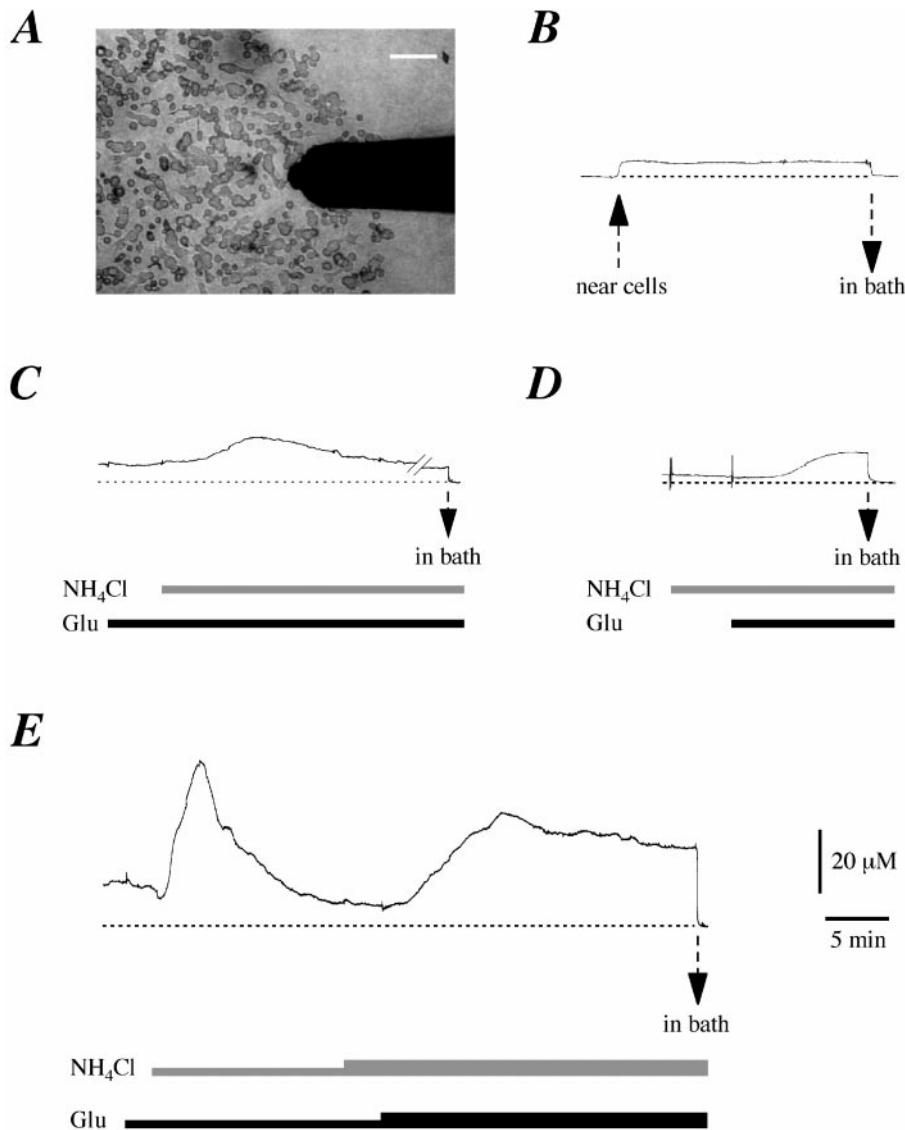 A
B
near cells
in bath
C
D
in bath
in bath
NH₄Cl
Glu
NH₄Cl
Glu
E
20 µM
5 min
in bath
NH₄Cl
Glu